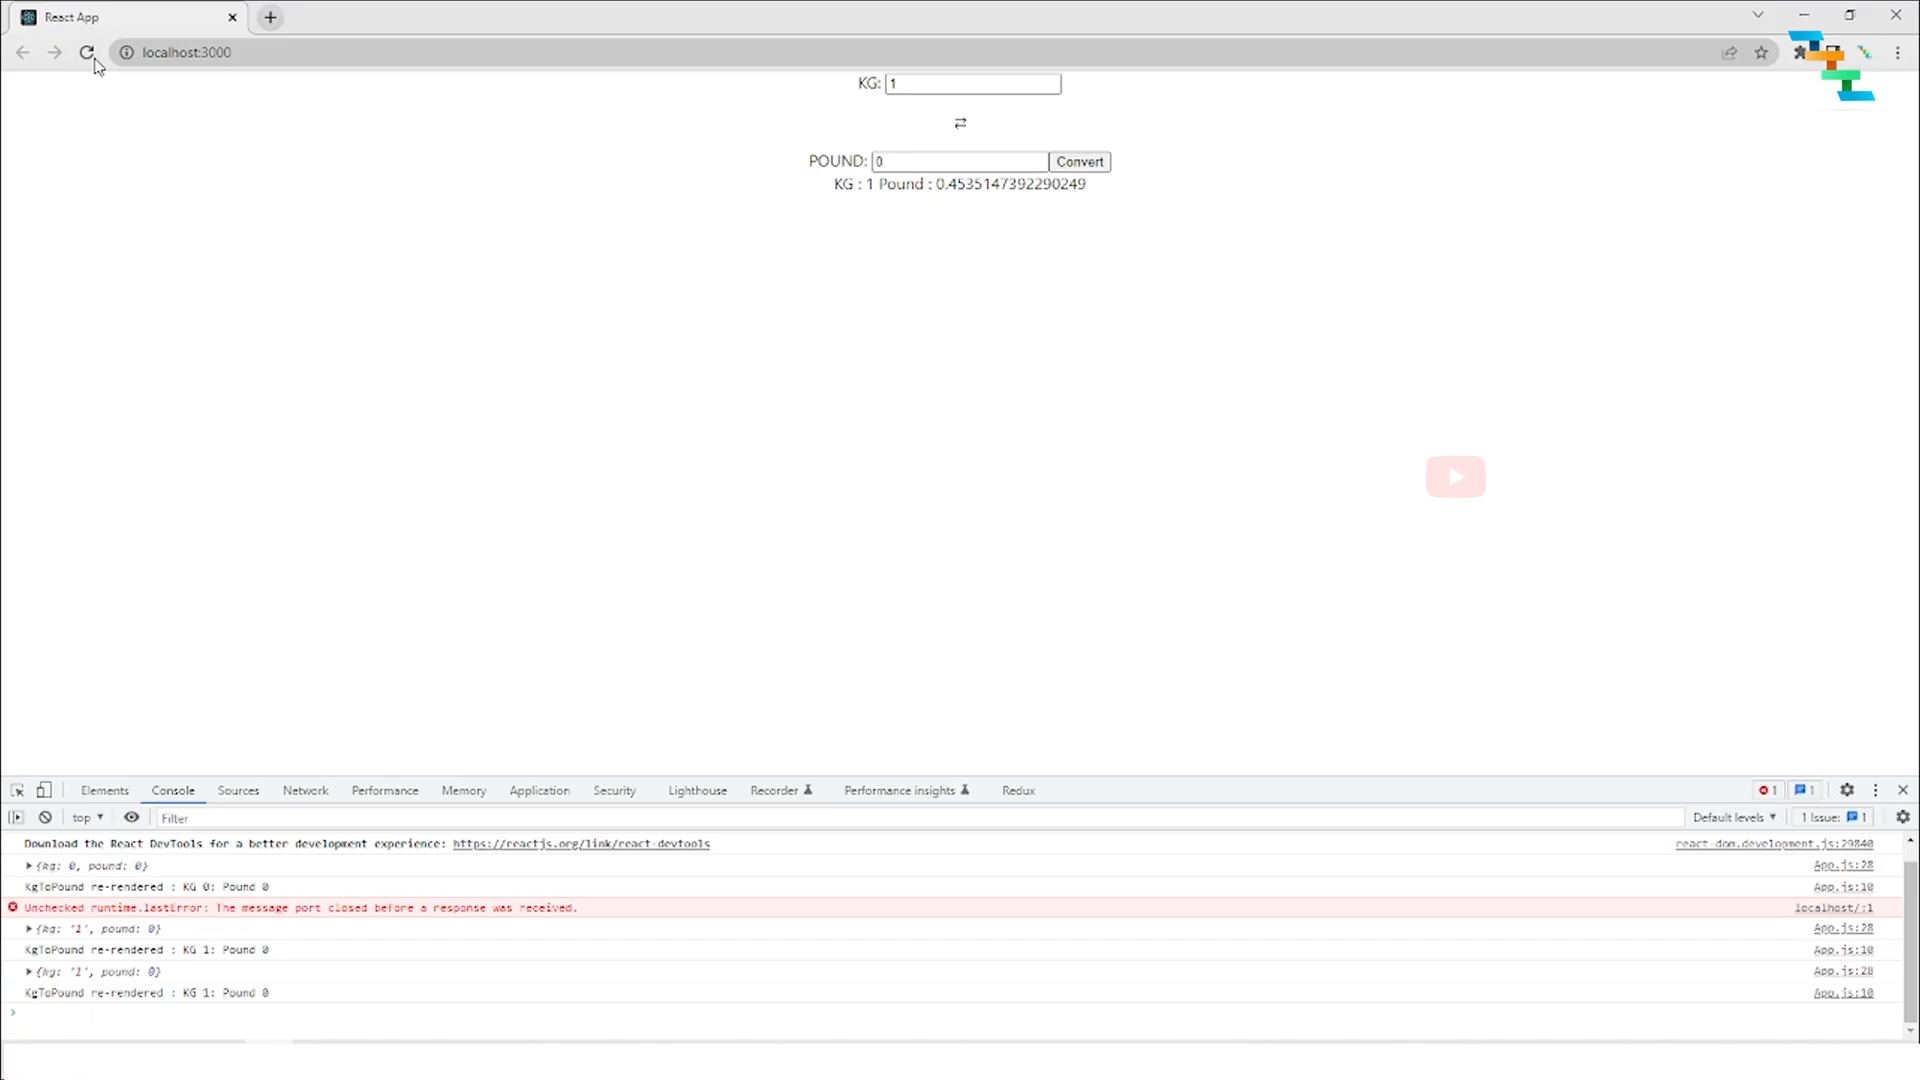 React App
localhost:3000
KG: 1
⇄
POUND: 0 Convert
KG : 1 Pound : 0.4535147392290249
Elements Console Sources Network Performance Memory Application Security Lighthouse Recorder Performance insights Redux 1 1
top Filter Default levels 1 Issue: 1
Download the React DevTools for a better development experience: https://reactjs.org/link/react-devtools react-dom.development.js:29840
{kg: 0, pound: 0} App.js:28
KgToPound re-rendered : KG 0: Pound 0 App.js:10
Unchecked runtime.lastError: The message port closed before a response was received. localhost/:1
{kg: '1', pound: 0} App.js:28
KgToPound re-rendered : KG 1: Pound 0 App.js:10
{kg: '1', pound: 0} App.js:28
KgToPound re-rendered : KG 1: Pound 0 App.js:10